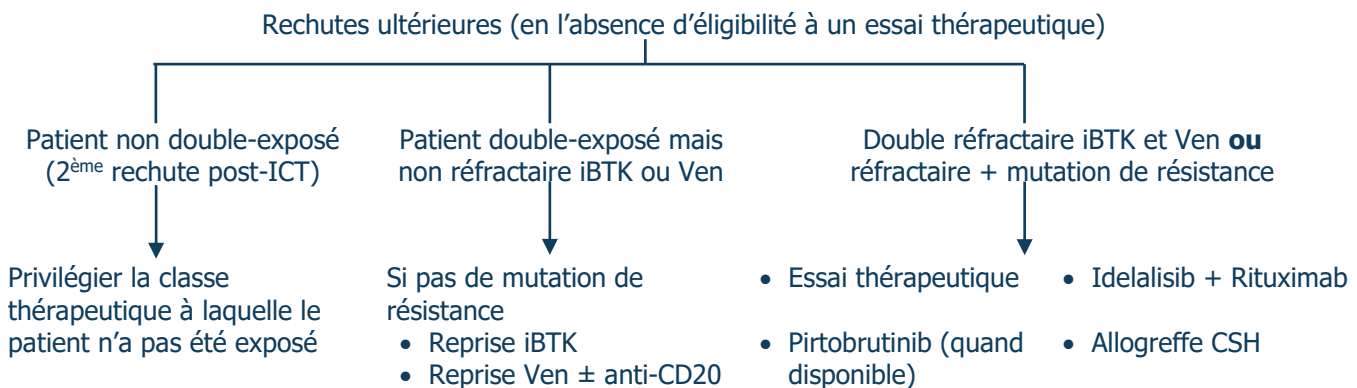 Rechutes ultérieures (en l’absence d’éligibilité à un essai thérapeutique)
Patient non double-exposé
(2ème rechute post-ICT)
Patient double-exposé mais
non réfractaire iBTK ou Ven
Double réfractaire iBTK et Ven ou
réfractaire + mutation de résistance
Privilégier la classe
thérapeutique à laquelle le
patient n’a pas été exposé
Si pas de mutation de
résistance
• Reprise iBTK
• Reprise Ven ± anti-CD20
• Essai thérapeutique
• Pirtobrutinib (quand
disponible)
• Idelalisib + Rituximab
• Allogreffe CSH